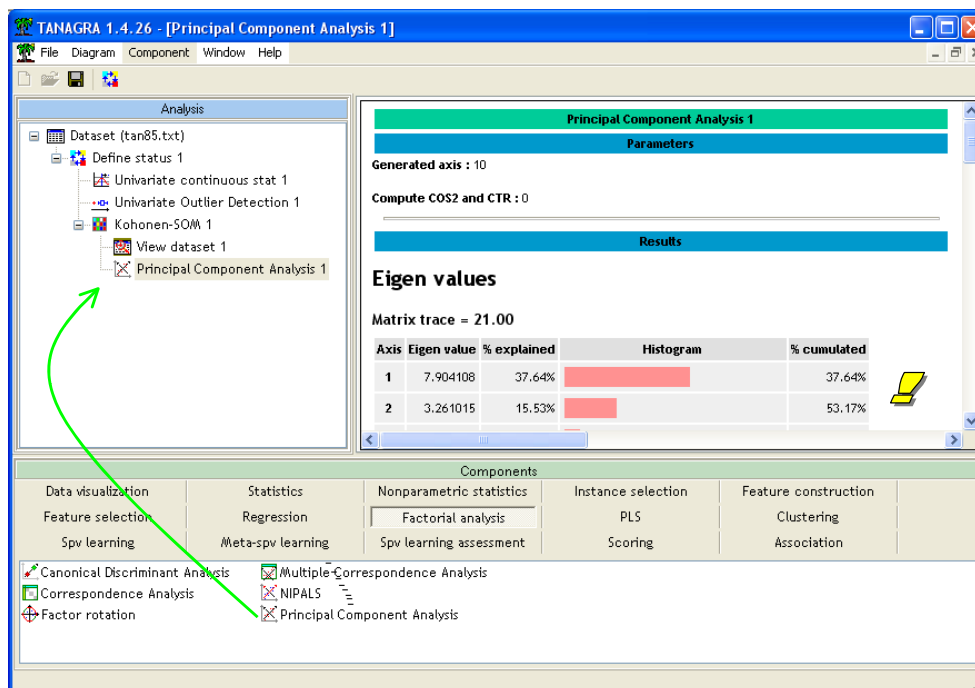 TANAGRA 1.4.26 - [Principal Component Analysis 1]
File Diagram Component Window Help
Analysis
Dataset (tan85.txt)
Define status 1
Univariate continuous stat 1
Univariate Outlier Detection 1
Kohonen-SOM 1
View dataset 1
Principal Component Analysis 1
Principal Component Analysis 1
Parameters
Generated axis : 10
Compute COS2 and CTR : 0
Results
Eigen values
Matrix trace = 21.00
Axis Eigen value % explained Histogram % cumulated
1 7.904108 37.64% 37.64%
2 3.261015 15.53% 53.17%
Components
Data visualization Statistics Nonparametric statistics Instance selection Feature construction
Feature selection Regression Factorial analysis PLS Clustering
Spv learning Meta-spv learning Spv learning assessment Scoring Association
Canonical Discriminant Analysis Multiple Correspondence Analysis
Correspondence Analysis NIPALS
Factor rotation Principal Component Analysis